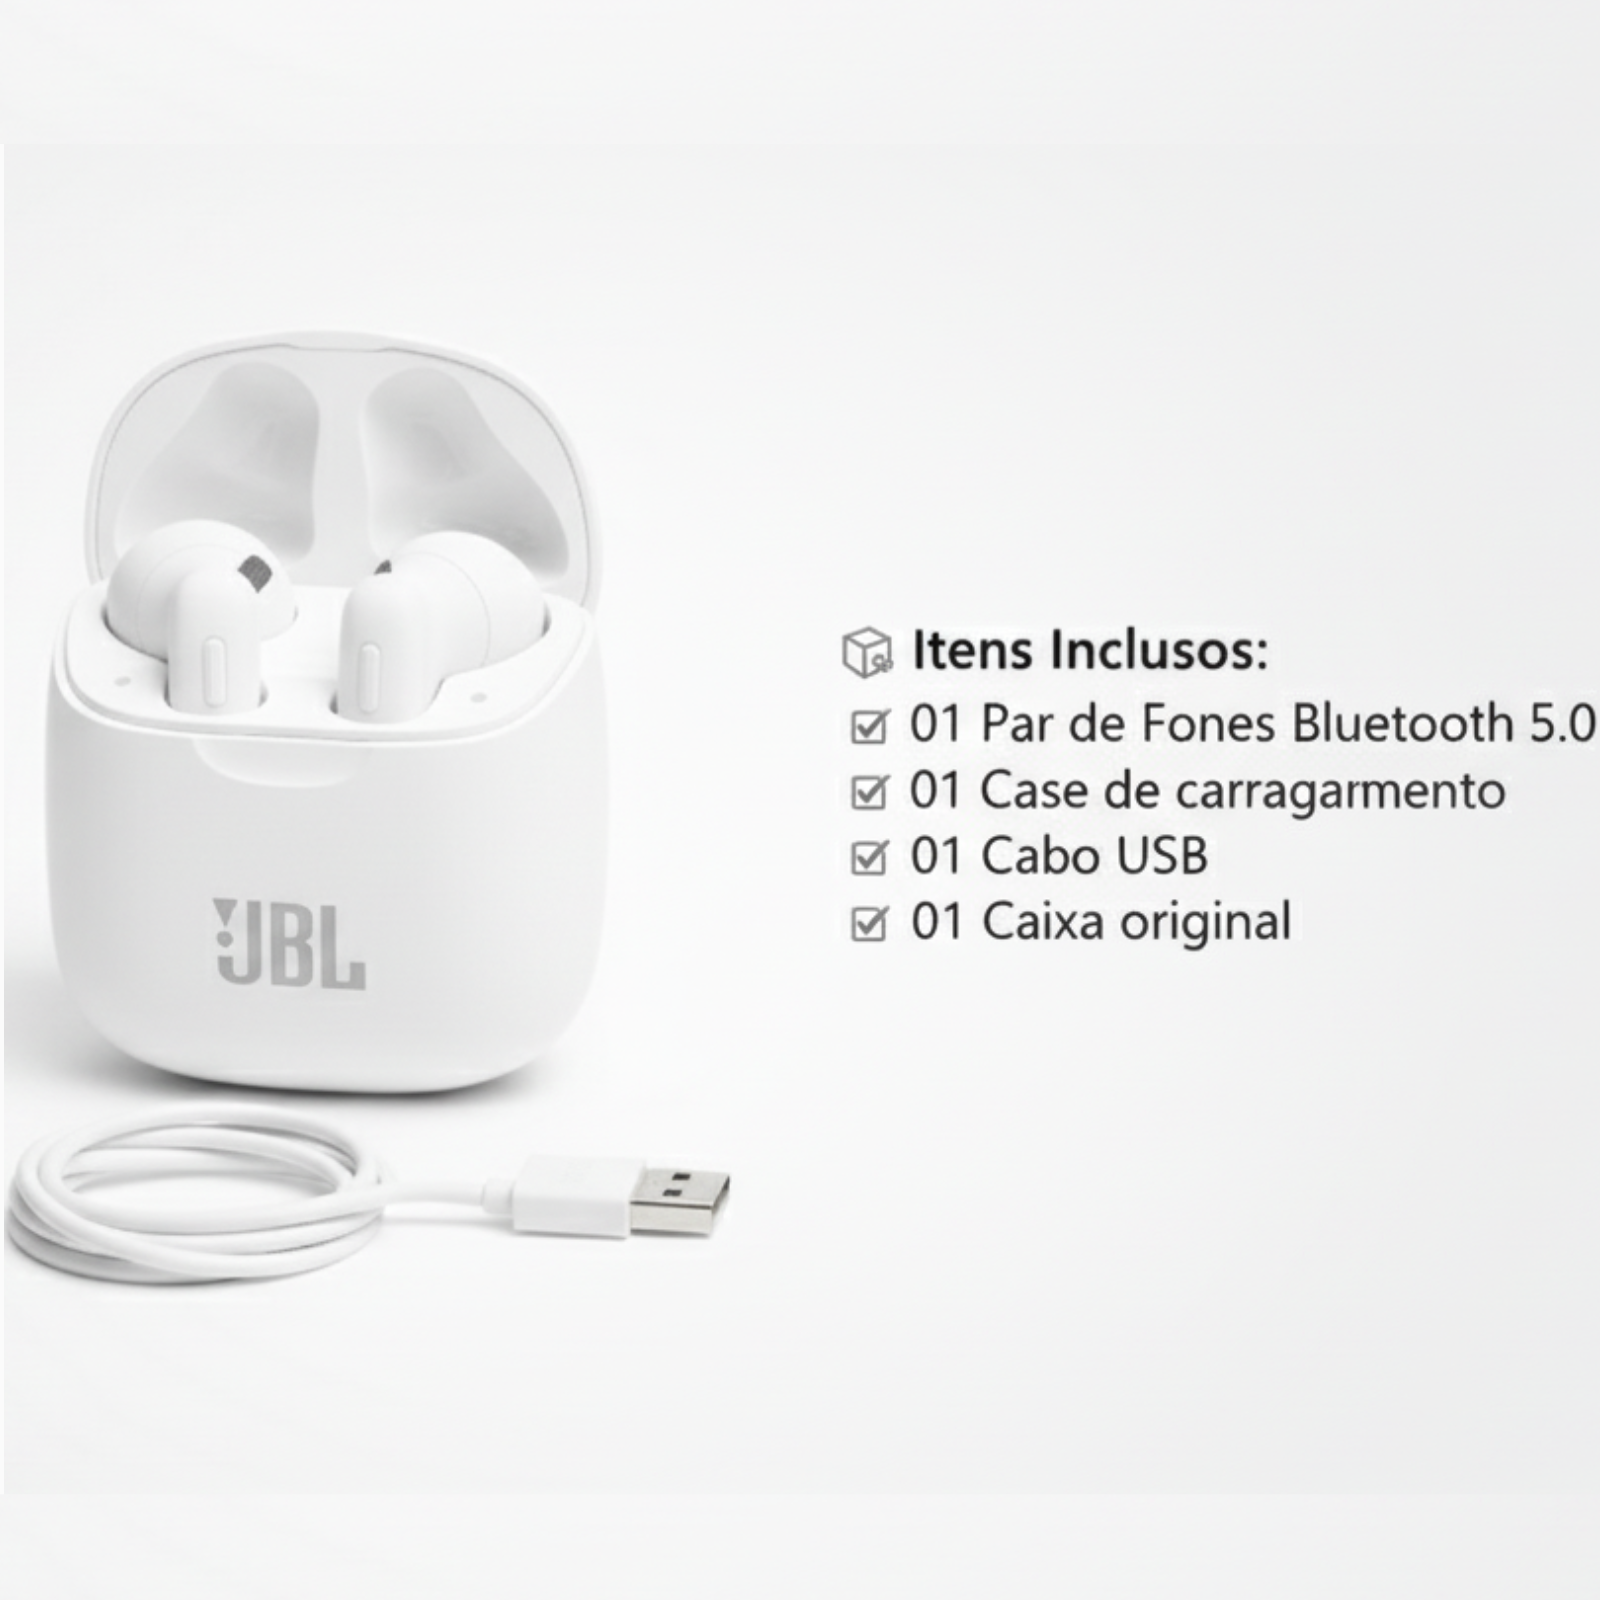 JBL
Itens Inclusos:
01 Par de Fones Bluetooth 5.0
01 Case de carragarmento
01 Cabo USB
01 Caixa original